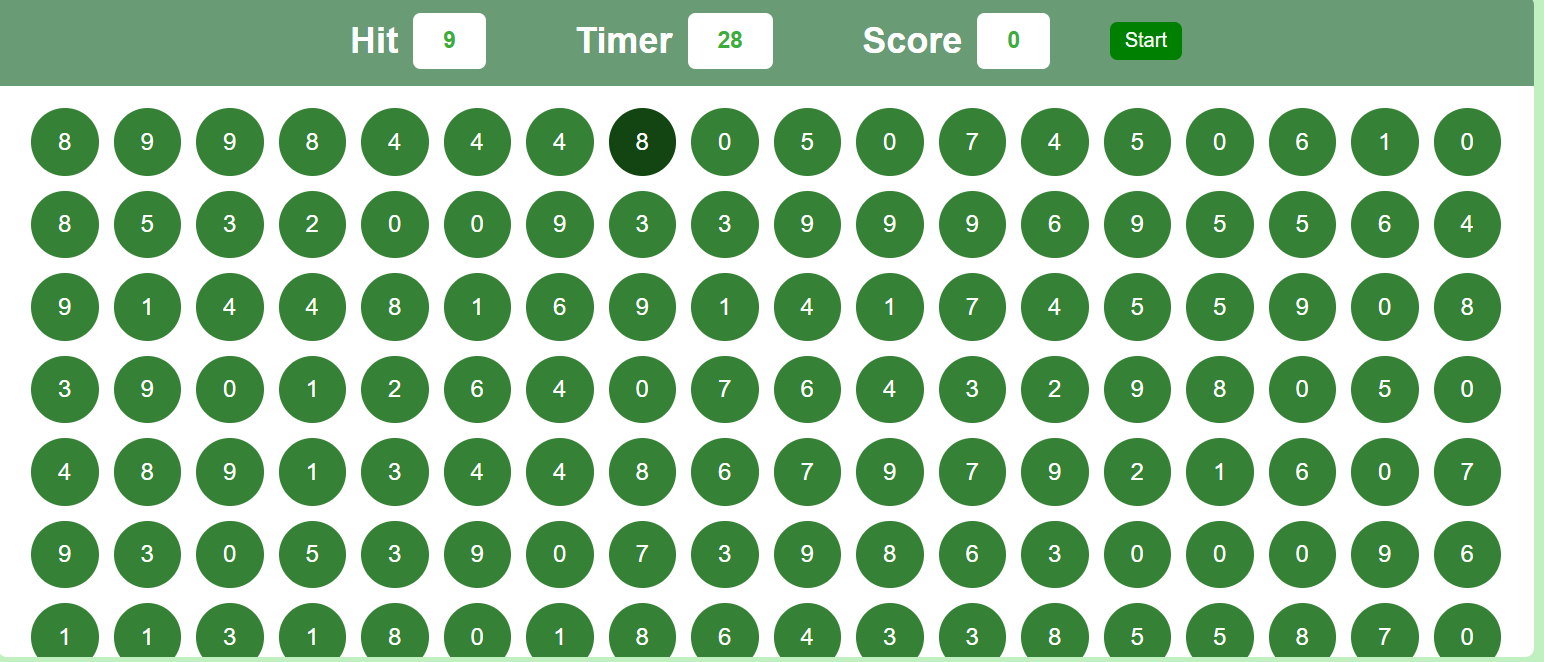 Hit 9 Timer 28 Score 0 Start
8 9 9 8 4 4 4 8 0 5 0 7 4 5 0 6 1 0
8 5 3 2 0 0 9 3 3 9 9 9 6 9 5 5 6 4
9 1 4 4 8 1 6 9 1 4 1 7 4 5 5 9 0 8
3 9 0 1 2 6 4 0 7 6 4 3 2 9 8 0 5 0
4 8 9 1 3 4 4 8 6 7 9 7 9 2 1 6 0 7
9 3 0 5 3 9 0 7 3 9 8 6 3 0 0 0 9 6
1 1 3 1 8 0 1 8 6 4 3 3 8 5 5 8 7 0